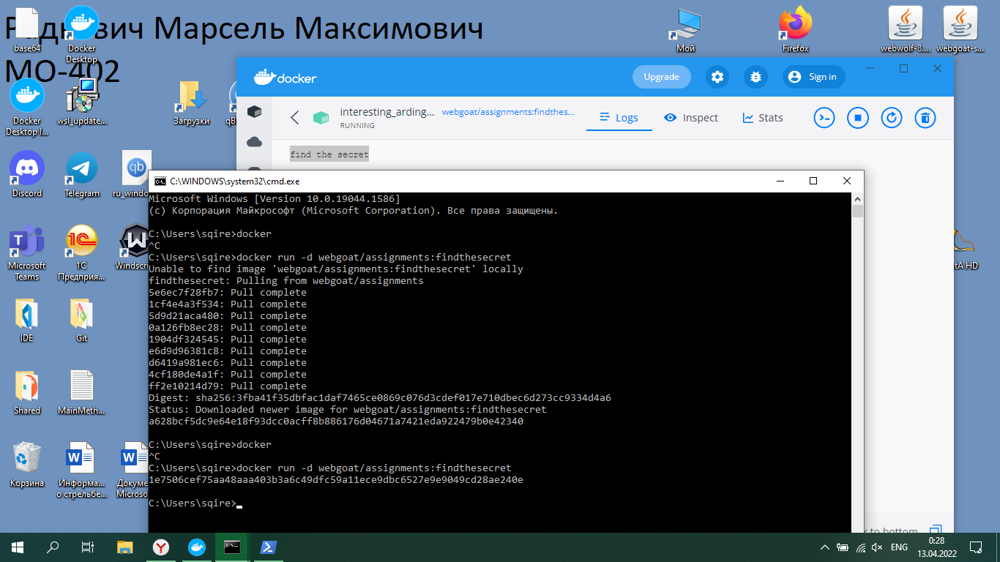 Марсель Максимович
МО-402
base64
Docker Desktop
Мой
Firefox
webwolf-8....
webgoat-s...
Docker Desktop I...
wsl_update...
Загрузки
docker
Upgrade
Sign in
interesting_arding...
webgoat/assignments:findthes...
RUNNING
Logs
Inspect
Stats
find the secret
Discord
Telegram
qb
ru_windo
Microsoft Teams
1С Предприя...
Windscri
tA HD
IDE
Git
Shared
MainMeth...
Корзина
Информа... о стрельбе...
Докуме
Microso
C:\WINDOWS\system32\cmd.exe
Microsoft Windows [Version 10.0.19044.1586]
(c) Корпорация Майкрософт (Microsoft Corporation). Все права защищены.
C:\Users\sqire>docker
^C
C:\Users\sqire>docker run -d webgoat/assignments:findthesecret
Unable to find image 'webgoat/assignments:findthesecret' locally
findthesecret: Pulling from webgoat/assignments
5e6ec7f28fb7: Pull complete
1cf4e4a3f534: Pull complete
5d9d21aca480: Pull complete
0a126fb8ec28: Pull complete
1904df324545: Pull complete
e6d9d96381c8: Pull complete
d6419a981ec6: Pull complete
4cf180de4a1f: Pull complete
ff2e10214d79: Pull complete
Digest: sha256:3fba41f35dbfac1daf7465ce0869c076d3cdef017e710dbec6d273cc9334d4a6
Status: Downloaded newer image for webgoat/assignments:findthesecret
a628bcf5dc9e64e18f93dcc0acff8b886176d04671a7421eda922479b0e42340
C:\Users\sqire>docker
^C
C:\Users\sqire>docker run -d webgoat/assignments:findthesecret
1e7506cef75aa48aaa403b3a6c49dfc59a11ece9dbc6527e9e9049cd28ae240e
C:\Users\sqire>
to bottom
ENG
0:28
13.04.2022